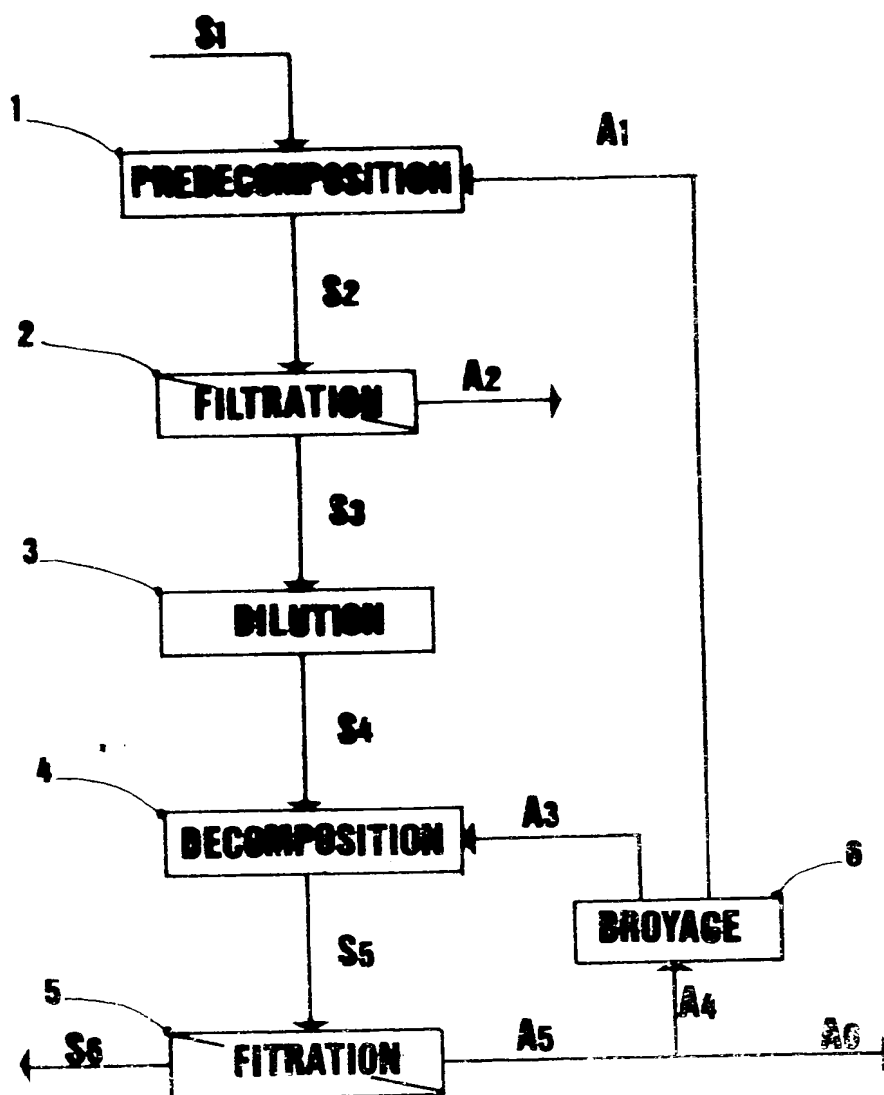 S1
1
A1
PREDECOMPOSITION
S2
2
A2
FILTRATION
S3
3
DILUTION
S4
4
A3
DECOMPOSITION
6
BROYAGE
S5
A4
5
A5
A6
S6
FITRATION